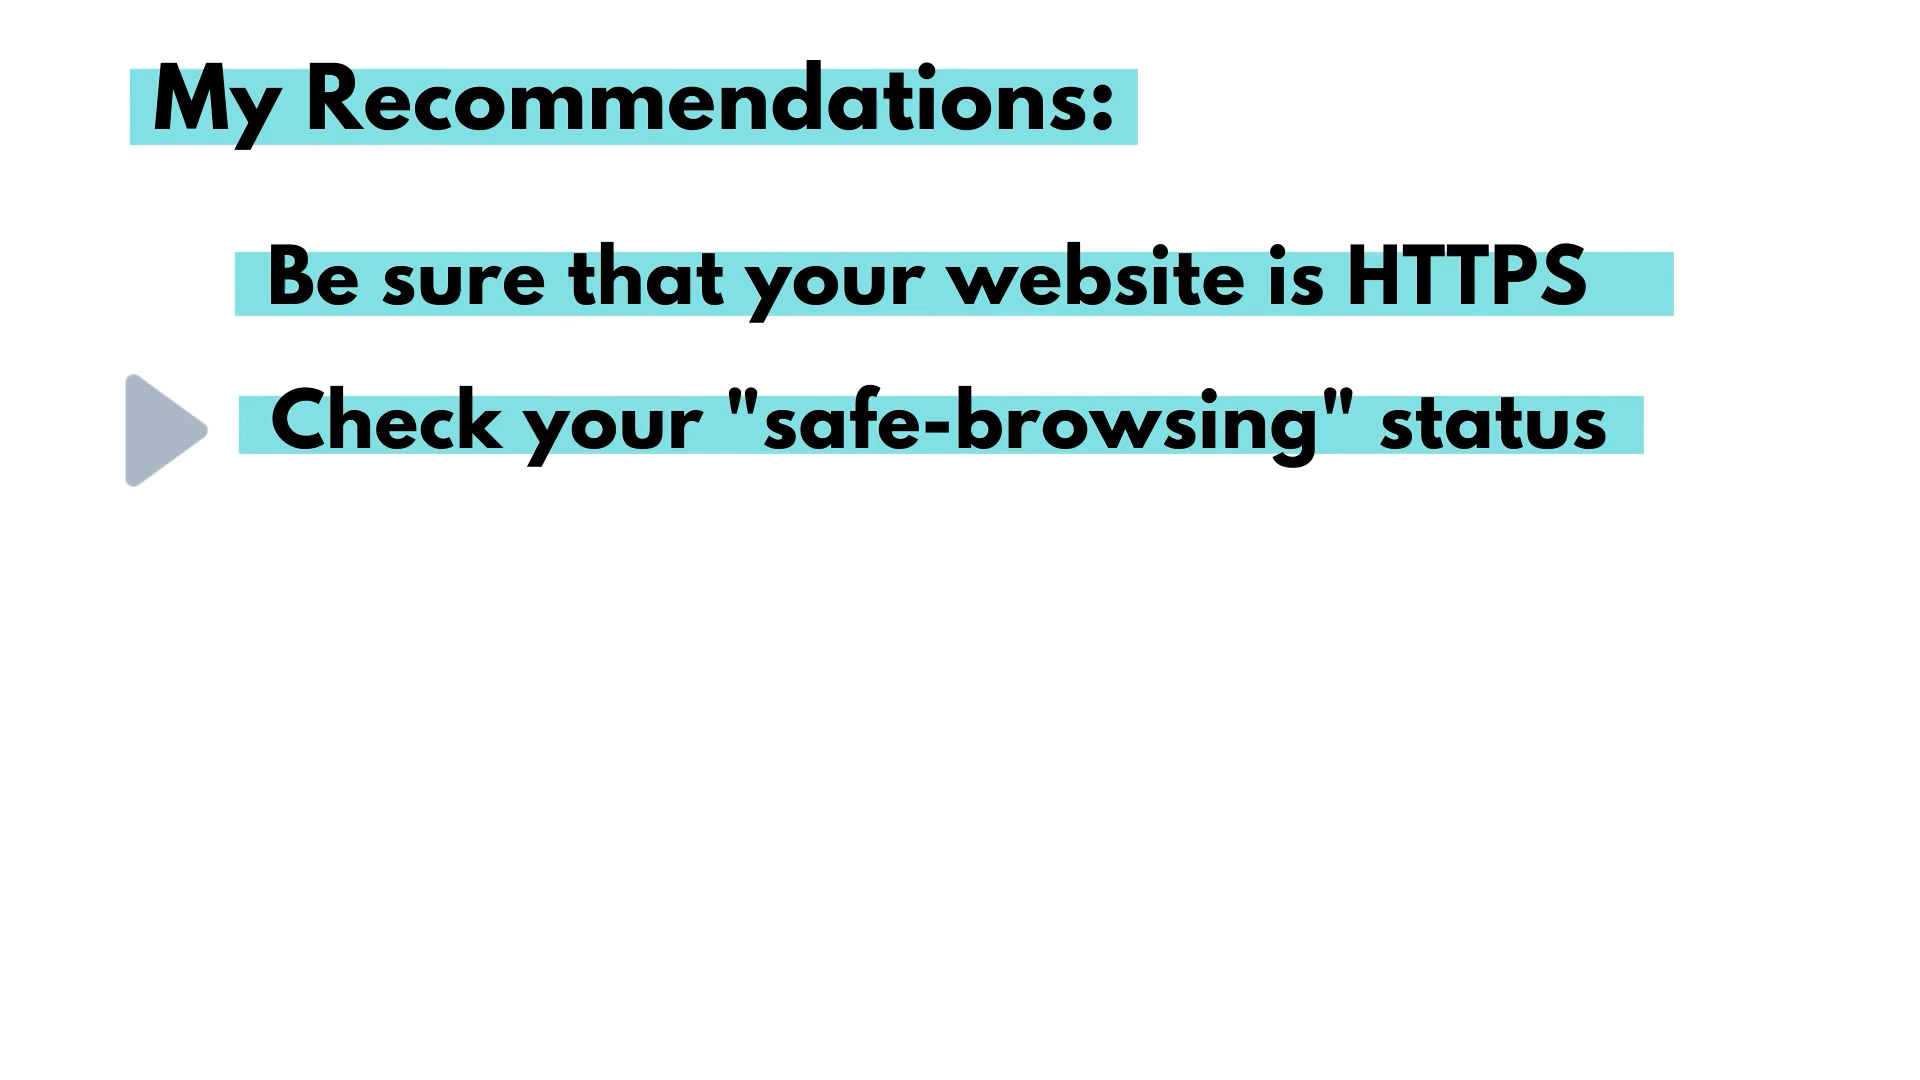 My Recommendations:
Be sure that your website is HTTPS
Check your "safe-browsing" status